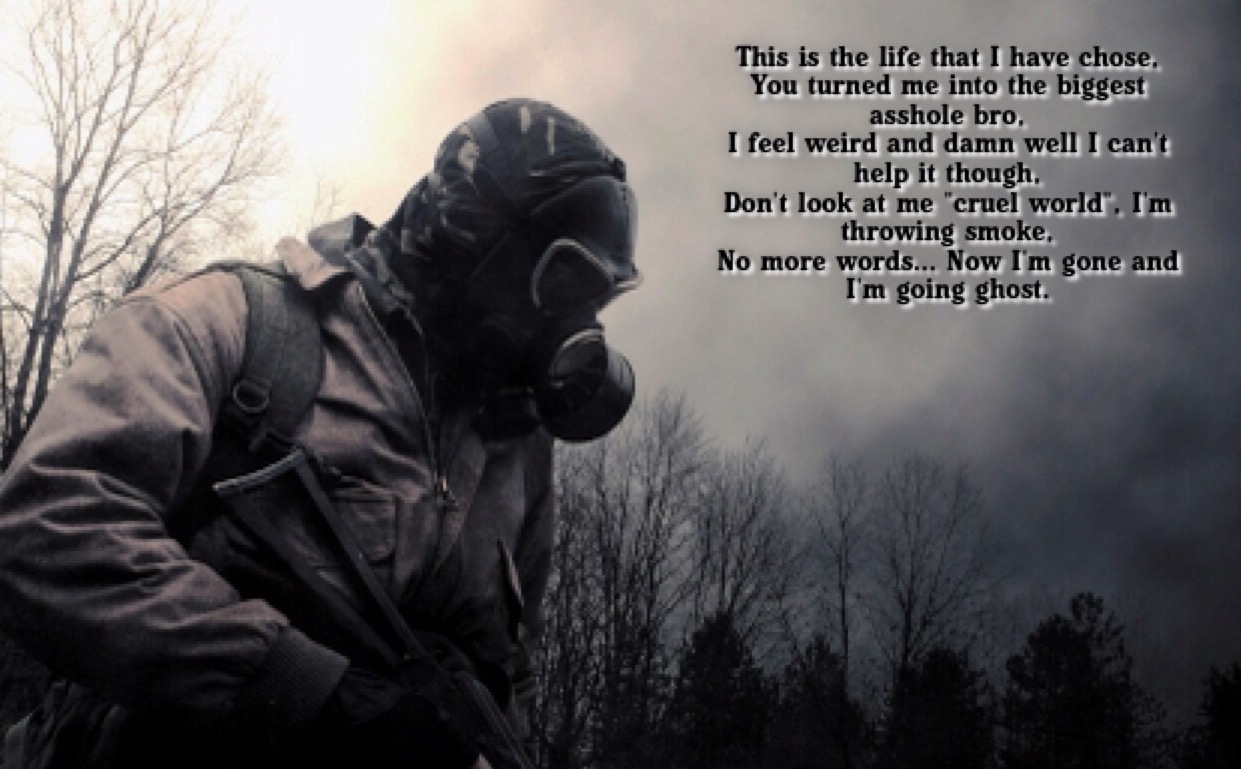 This is the life that I have chose.
You turned me into the biggest
asshole bro.
I feel weird and damn well I can't
help it though.
Don't look at me "cruel world". I'm
throwing smoke.
No more words... Now I'm gone and
I'm going ghost.